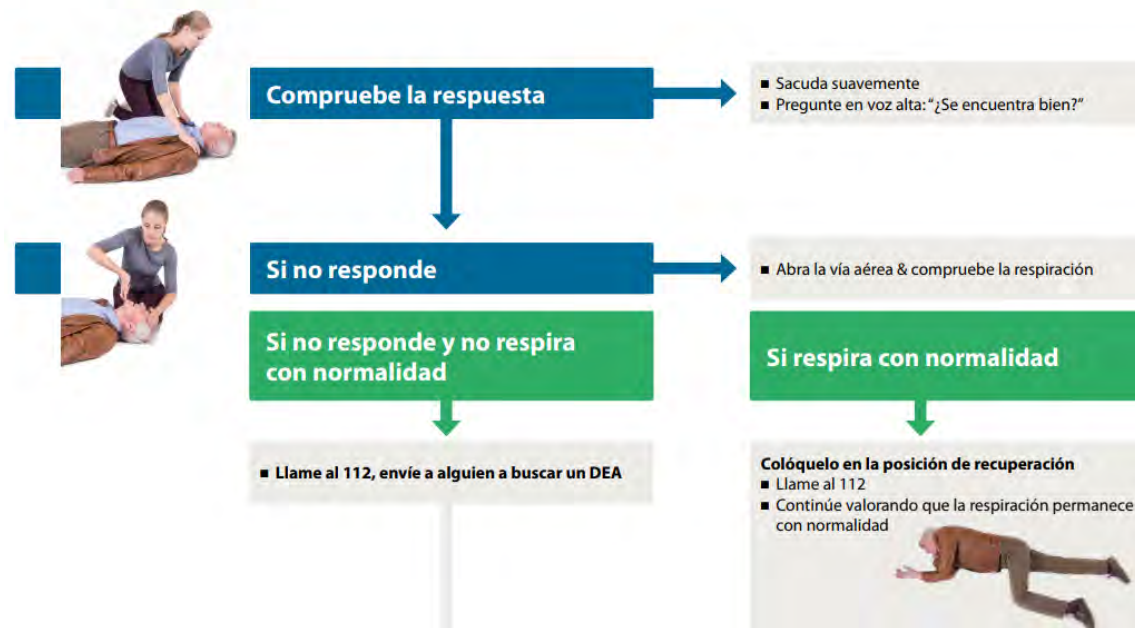 Compruebe la respuesta
■ Sacuda suavemente
■ Pregunte en voz alta: “¿Se encuentra bien?”
Si no responde
■ Abra la vía aérea & compruebe la respiración
Si no responde y no respira
con normalidad
Si respira con normalidad
■ Llame al 112, envíe a alguien a buscar un DEA
Colóquelo en la posición de recuperación
■ Llame al 112
■ Continúe valorando que la respiración permanece
con normalidad